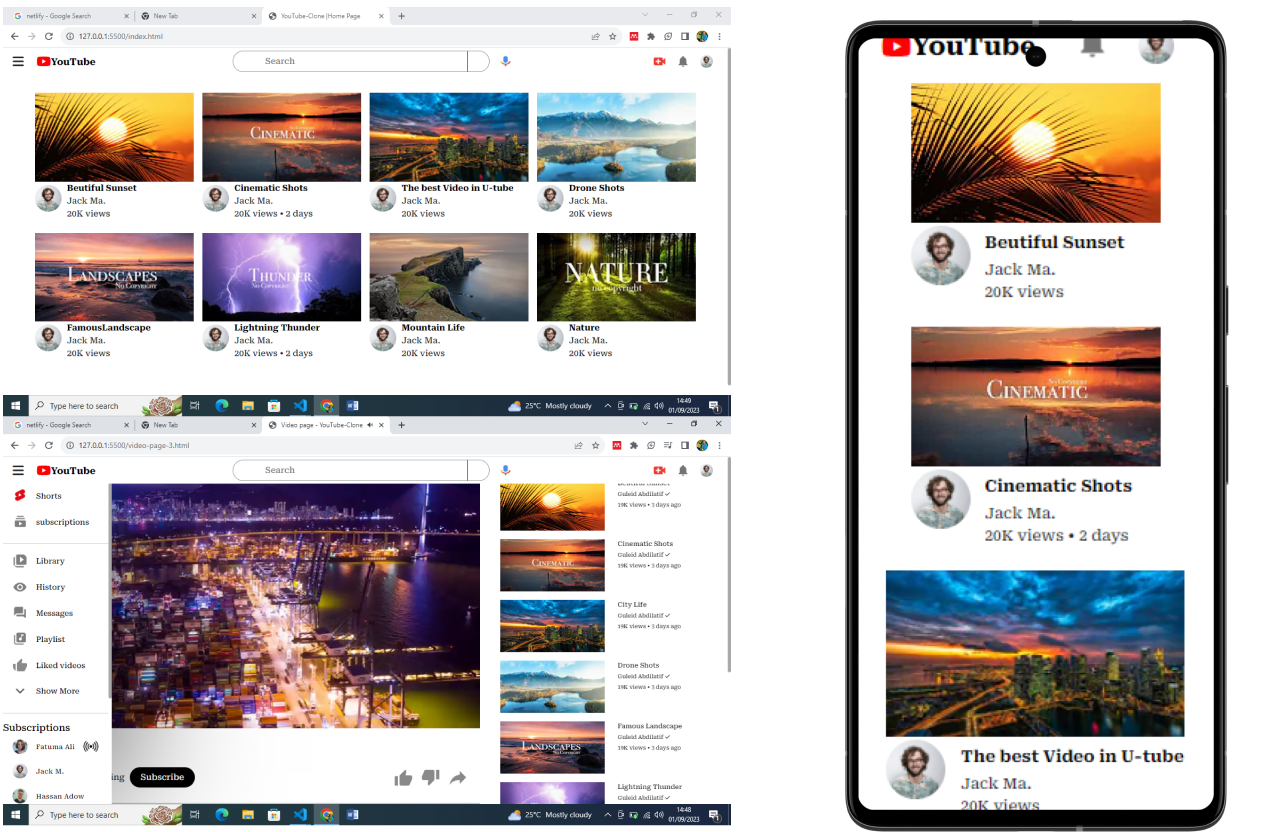 netlify - Google Search
New Tab
YouTube-Clone |Home Page
127.0.0.1:5500/index.html
YouTube
Search
CINEMATIC
Beutiful Sunset
Jack Ma.
20K views
Cinematic Shots
Jack Ma.
20K views • 2 days
The best Video in U-tube
Jack Ma.
20K views
Drone Shots
Jack Ma.
20K views
LANDSCAPES
No Copyright
THUNDER
No Copyright
NATURE
no copyright
FamousLandscape
Jack Ma.
20K views
Lightning Thunder
Jack Ma.
20K views • 2 days
Mountain Life
Jack Ma.
20K views
Nature
Jack Ma.
20K views
Type here to search
25°C Mostly cloudy
14:49
01/09/2023
1
netlify - Google Search
New Tab
Video page - YouTube-Clone
127.0.0.1:5500/video-page-3.html
YouTube
Search
Shorts
subscriptions
Library
History
Messages
Playlist
Liked videos
Show More
Subscriptions
Fatuma Ali
Jack M.
Hassan Adow
ing
Subscribe
Beutiful Sunset
Guleid Abdilatif ✓
19K views • 3 days ago
CINEMATIC
Cinematic Shots
Guleid Abdilatif ✓
19K views • 3 days ago
City Life
Guleid Abdilatif ✓
19K views • 3 days ago
Drone Shots
Guleid Abdilatif ✓
19K views • 3 days ago
LANDSCAPES
Famous Landscape
Guleid Abdilatif ✓
19K views • 3 days ago
Lightning Thunder
Guleid Abdilatif ✓
Type here to search
25°C Mostly cloudy
14:48
01/09/2023
1
YouTube
Beutiful Sunset
Jack Ma.
20K views
No Copyright
CINEMATIC
Cinematic Shots
Jack Ma.
20K views • 2 days
The best Video in U-tube
Jack Ma.
20K views